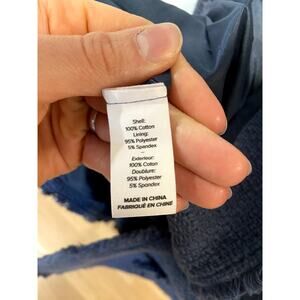 Shell:
100% Cotton
Lining:
95% Polyester
5% Spandex
–
Exterieur:
100% Coton
Doublure:
95% Polyester
5% Spandex
MADE IN CHINA
FABRIQUÉ EN CHINE